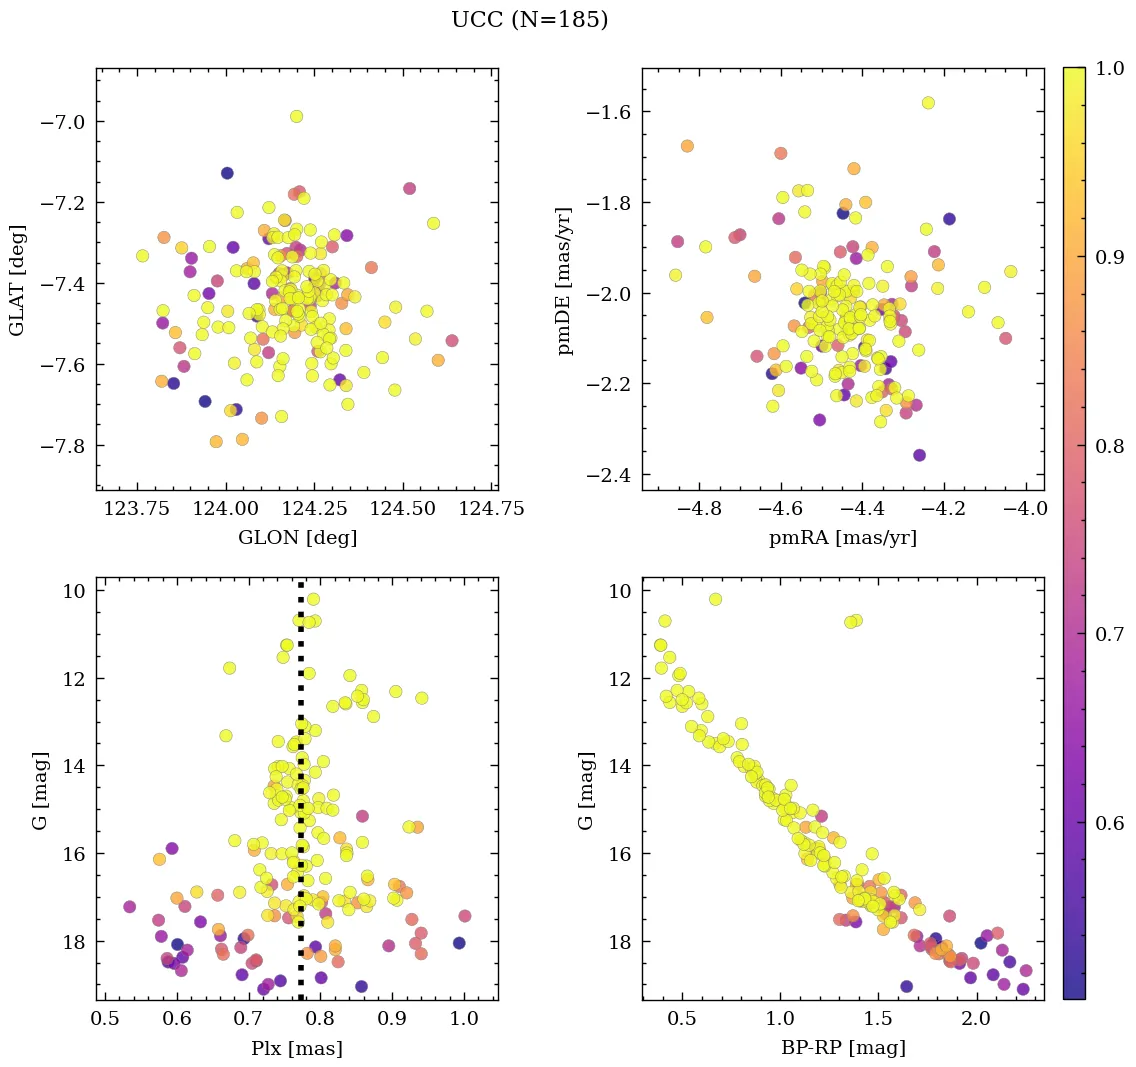 UCC (N=185)
−7.0
−7.2
−7.4
−7.6
−7.8
GLAT [deg]
123.75 124.00 124.25 124.50 124.75
GLON [deg]
−1.6
−1.8
−2.0
−2.2
−2.4
pmDE [mas/yr]
−4.8 −4.6 −4.4 −4.2 −4.0
pmRA [mas/yr]
10
12
14
16
18
G [mag]
0.5 0.6 0.7 0.8 0.9 1.0
Plx [mas]
10
12
14
16
18
G [mag]
0.5 1.0 1.5 2.0
BP-RP [mag]
1.0
0.9
0.8
0.7
0.6